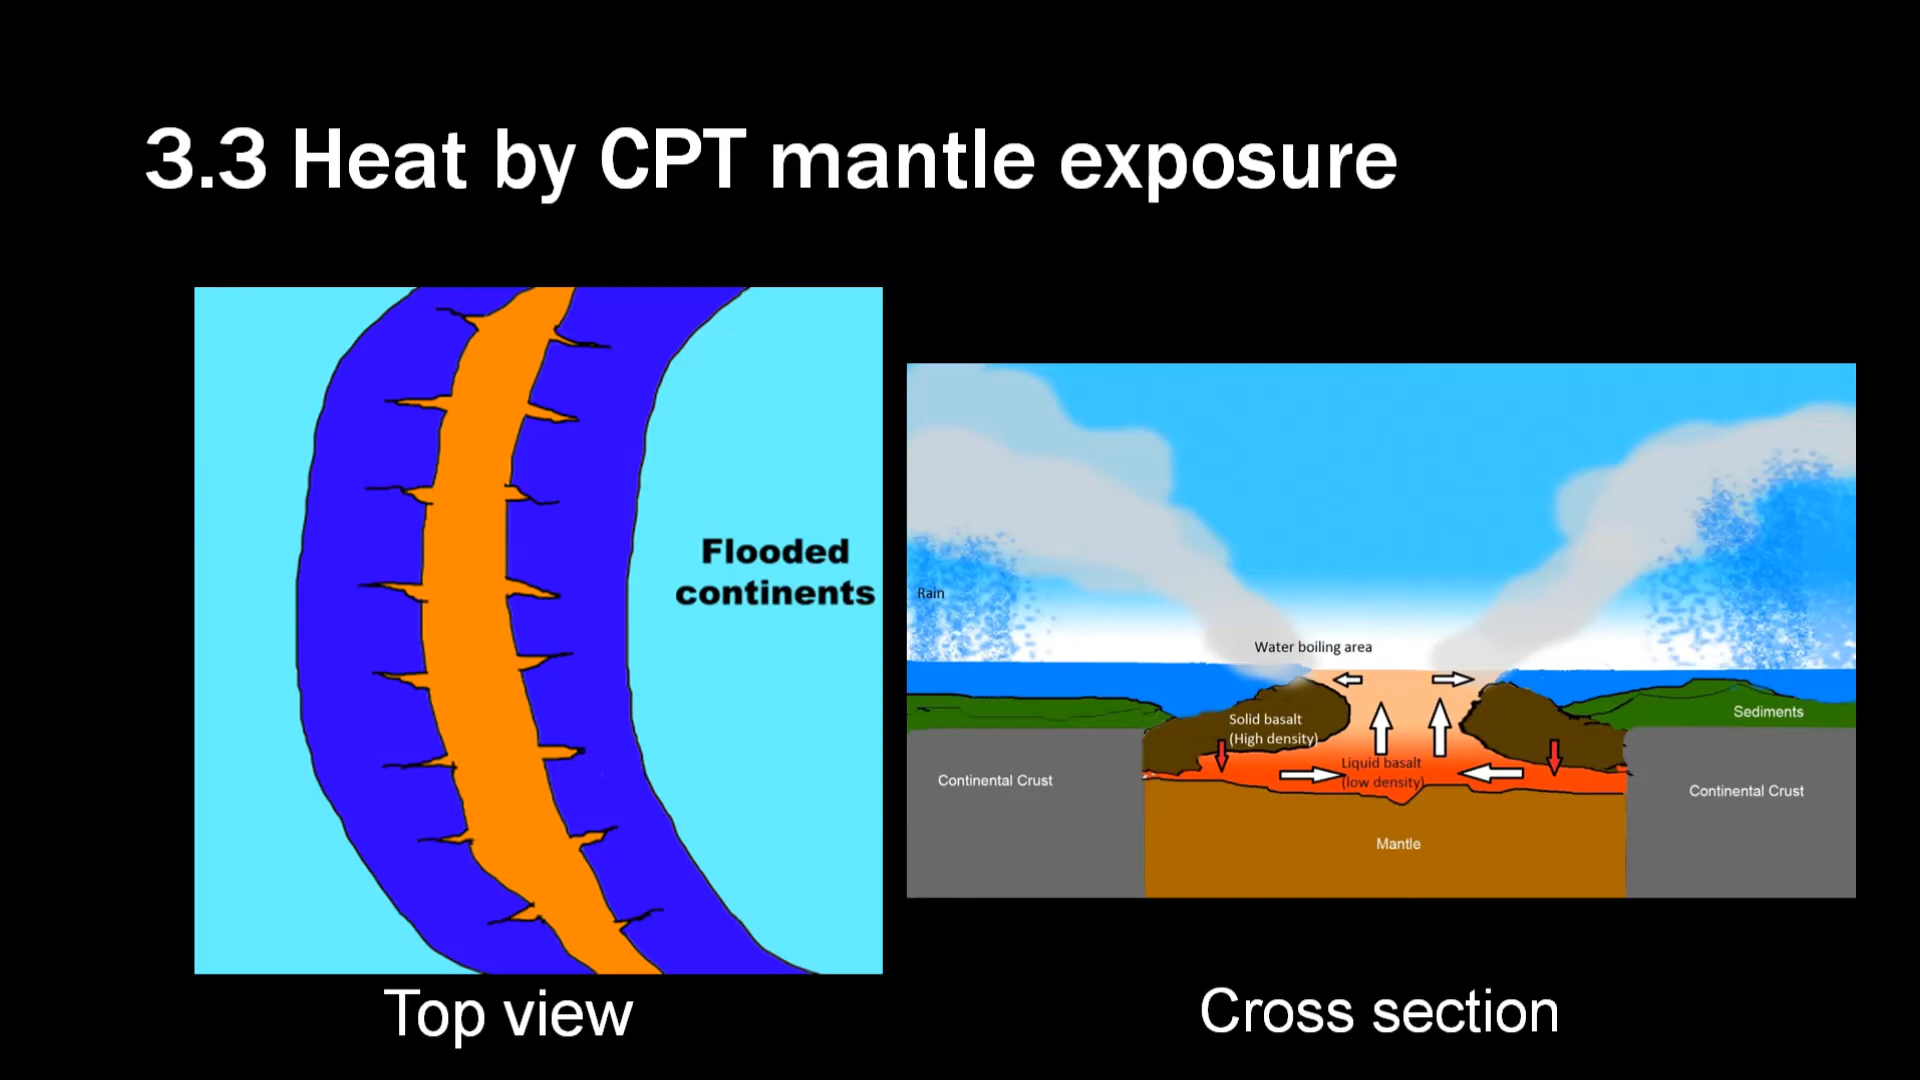 3.3 Heat by CPT mantle exposure
Flooded
continents
Top view
Rain
Water boiling area
Solid basalt
(High density)
Liquid basalt
(low density)
Sediments
Continental Crust
Continental Crust
Mantle
Cross section